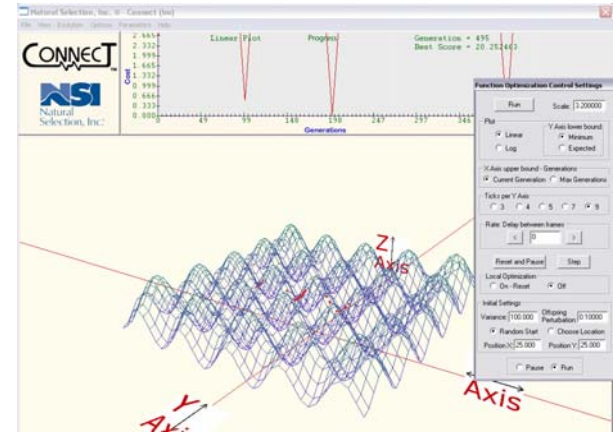 Natural Selection, Inc. ® - Connect (tm)
File View Evolution Options Parameters Help
CONNECT
NSI
Natural
Selection, Inc.
Linear Plot
Progress
Generation = 495
Best Score = 20.252463
Cost
2.665
2.332
1.999
1.665
1.332
0.999
0.666
0.333
0.000
0 49 97 148 190 247 297 346
Generations
Function Optimization Control Settings
Run
Scale: 3.200000
Plot
Linear
Log
Y Axis lower bound
Minimum
Expected
X-Axis upper bound - Generations
Current Generation Max Generations
Ticks per Y Axis
3 4 5 7 9
Rate: Delay between frames
< 0 >
Reset and Pause Step
Local Optimization
On - Reset Off
Initial Settings
Variance: 100.000 Offspring Perturbation: 0.10000
Random Start Choose Location
Position X: 25.000 Position Y: 25.000
Pause Run
Z
Axis
Axis
Y
Axis